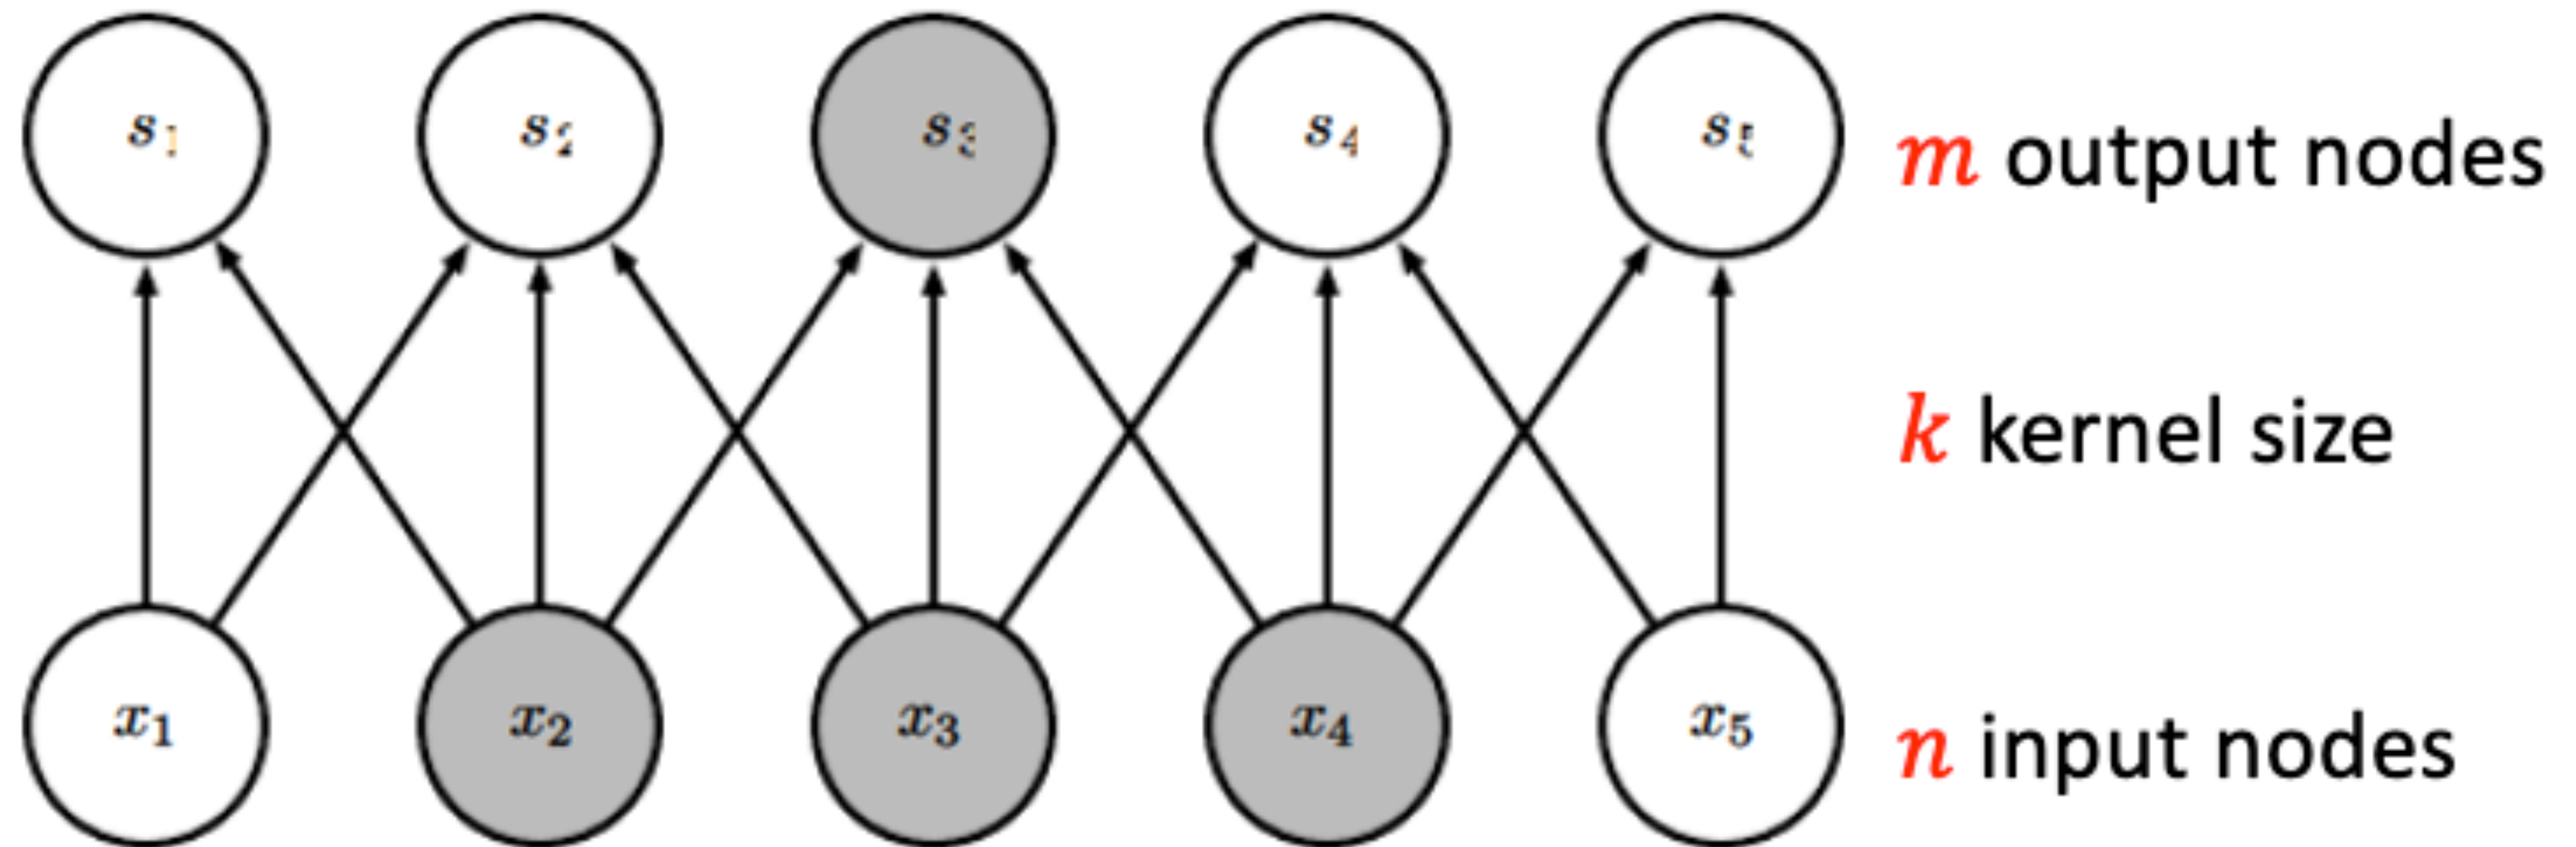 s₁ s₂ s₃ s₄ s₅ m output nodes
k kernel size
x₁ x₂ x₃ x₄ x₅ n input nodes